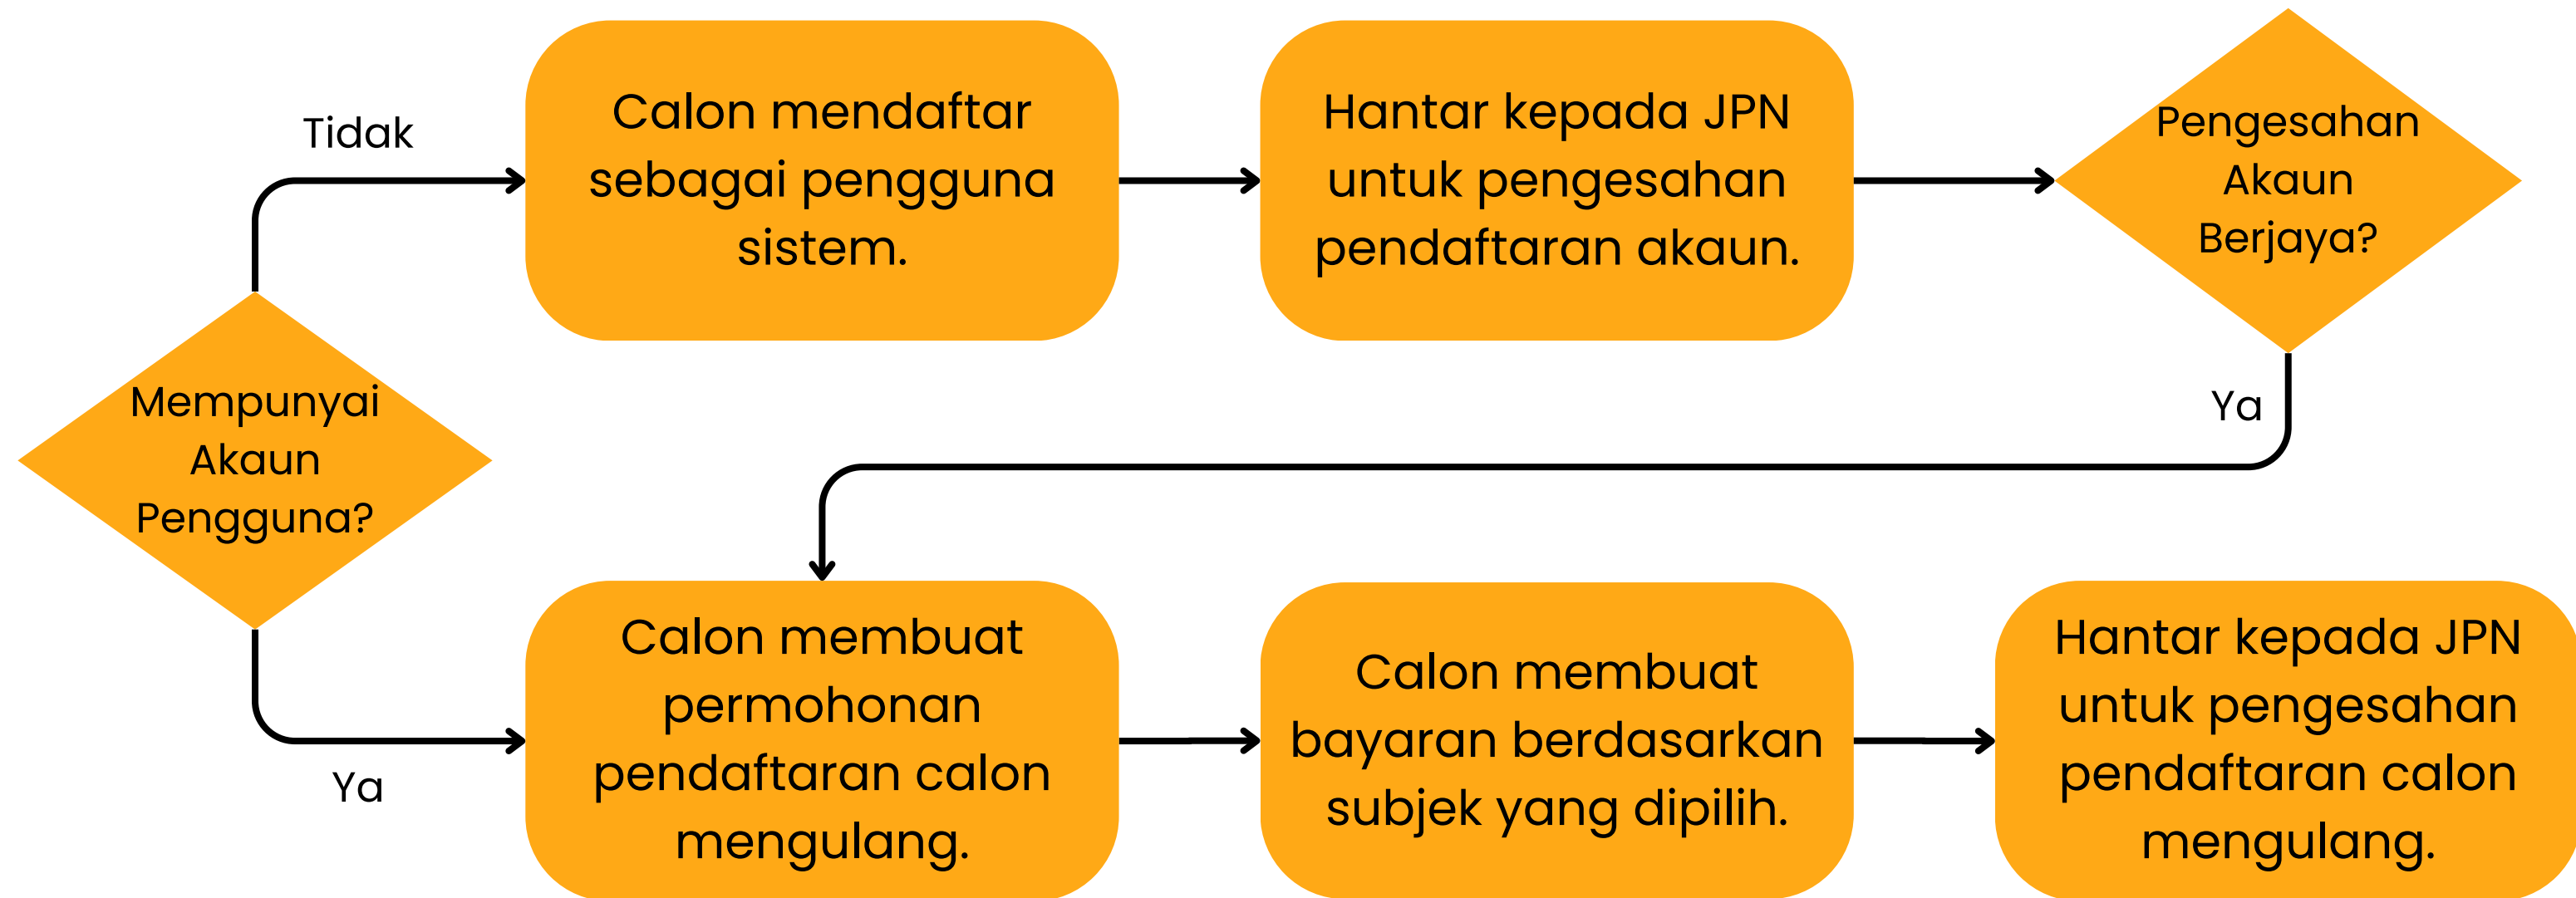 Tidak
Calon mendaftar
sebagai pengguna
sistem.
Hantar kepada JPN
untuk pengesahan
pendaftaran akaun.
Pengesahan
Akaun
Berjaya?
Ya
Mempunyai
Akaun
Pengguna?
Ya
Calon membuat
permohonan
pendaftaran calon
mengulang.
Calon membuat
bayaran berdasarkan
subjek yang dipilih.
Hantar kepada JPN
untuk pengesahan
pendaftaran calon
mengulang.